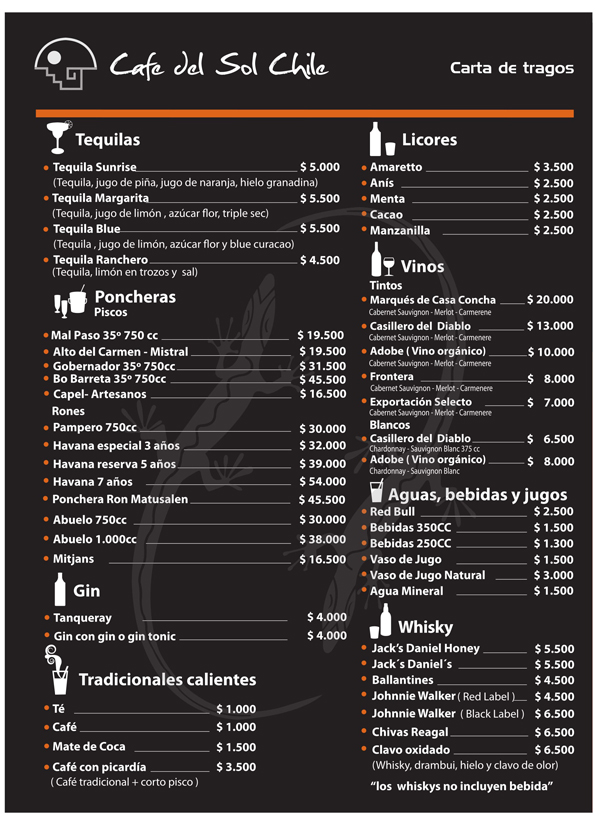 Cafe del Sol Chile
Carta de tragos
Tequilas
Tequila Sunrise $ 5.000
(Tequila, jugo de piña, jugo de naranja, hielo granadina)
Tequila Margarita $ 5.500
(Tequila, jugo de limón , azúcar flor, triple sec)
Tequila Blue $ 5.500
(Tequila , jugo de limón, azúcar flor y blue curacao)
Tequila Ranchero $ 4.500
(Tequila, limón en trozos y sal)
Poncheras
Piscos
Mal Paso 35º 750 cc $ 19.500
Alto del Carmen - Mistral $ 19.500
Gobernador 35º 750cc $ 31.500
Bo Barreta 35º 750cc $ 45.500
Capel- Artesanos $ 16.500
Rones
Pampero 750cc $ 30.000
Havana especial 3 años $ 32.000
Havana reserva 5 años $ 39.000
Havana 7 años $ 54.000
Ponchera Ron Matusalen $ 45.500
Abuelo 750cc $ 30.000
Abuelo 1.000cc $ 38.000
Mitjans $ 16.500
Gin
Tanqueray $ 4.000
Gin con gin o gin tonic $ 4.000
Tradicionales calientes
Té $ 1.000
Café $ 1.000
Mate de Coca $ 1.500
Café con picardía $ 3.500
( Café tradicional + corto pisco )
Licores
Amaretto $ 3.500
Anís $ 2.500
Menta $ 2.500
Cacao $ 2.500
Manzanilla $ 2.500
Vinos
Tintos
Marqués de Casa Concha $ 20.000
Cabernet Sauvignon - Merlot - Carmerene
Casillero del Diablo $ 13.000
Cabernet Sauvignon - Merlot - Carmenere
Adobe ( Vino orgánico) $ 10.000
Cabernet Sauvignon - Merlot - Carmenere
Frontera $ 8.000
Cabernet Sauvignon - Merlot - Carmenere
Exportación Selecto $ 7.000
Cabernet Sauvignon - Merlot - Carmenere
Blancos
Casillero del Diablo $ 6.500
Chardonnay - Sauvignon Blanc 375 cc
Adobe ( Vino orgánico) $ 8.000
Chardonnay - Sauvignon Blanc
Aguas, bebidas y jugos
Red Bull $ 2.500
Bebidas 350CC $ 1.500
Bebidas 250CC $ 1.300
Vaso de Jugo $ 1.500
Vaso de Jugo Natural $ 3.000
Agua Mineral $ 1.500
Whisky
Jack's Daniel Honey $ 5.500
Jack´s Daniel´s $ 5.500
Ballantines $ 4.500
Johnnie Walker ( Red Label ) $ 4.500
Johnnie Walker ( Black Label ) $ 6.500
Chivas Reagal $ 6.500
Clavo oxidado $ 6.500
(Whisky, drambui, hielo y clavo de olor)
“los whiskys no incluyen bebida”